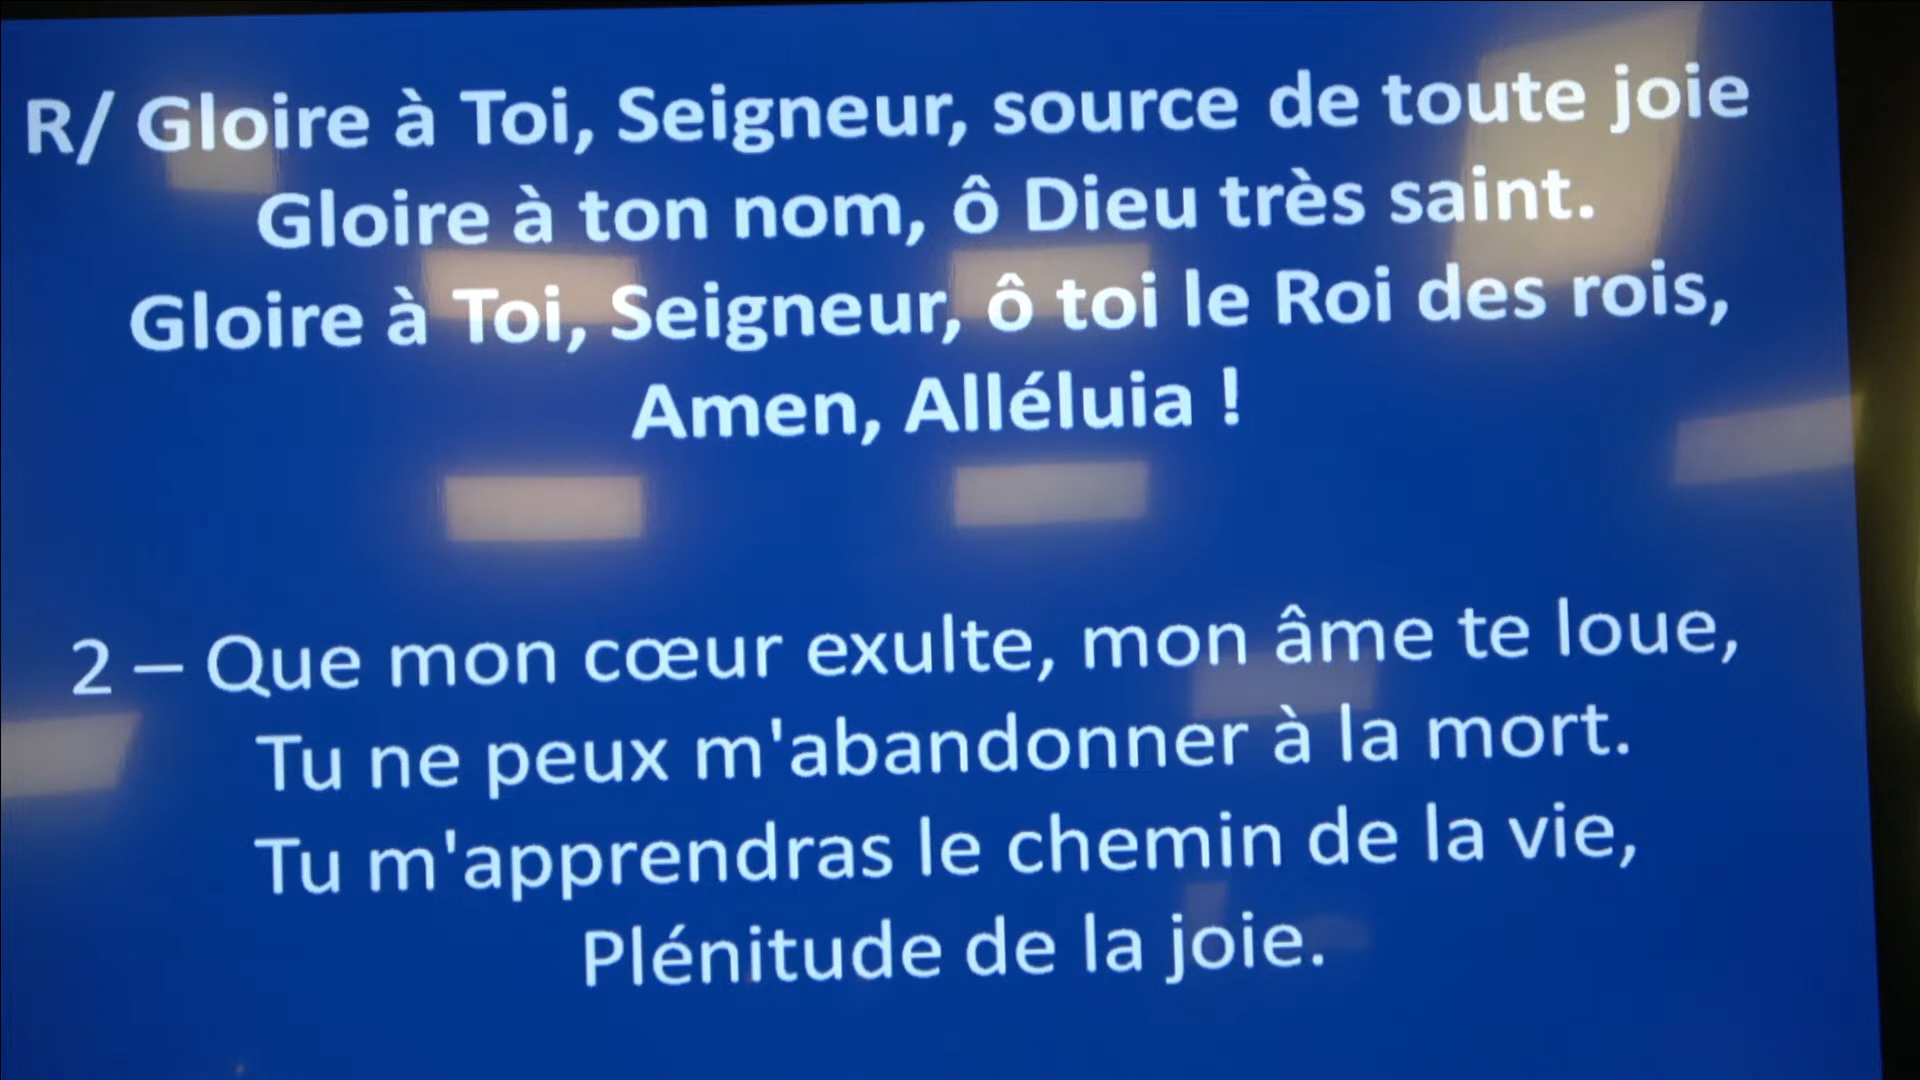 R/ Gloire à Toi, Seigneur, source de toute joie
Gloire à ton nom, ô Dieu très saint.
Gloire à Toi, Seigneur, ô toi le Roi des rois,
Amen, Alléluia !
2 – Que mon cœur exulte, mon âme te loue,
Tu ne peux m'abandonner à la mort.
Tu m'apprendras le chemin de la vie,
Plénitude de la joie.